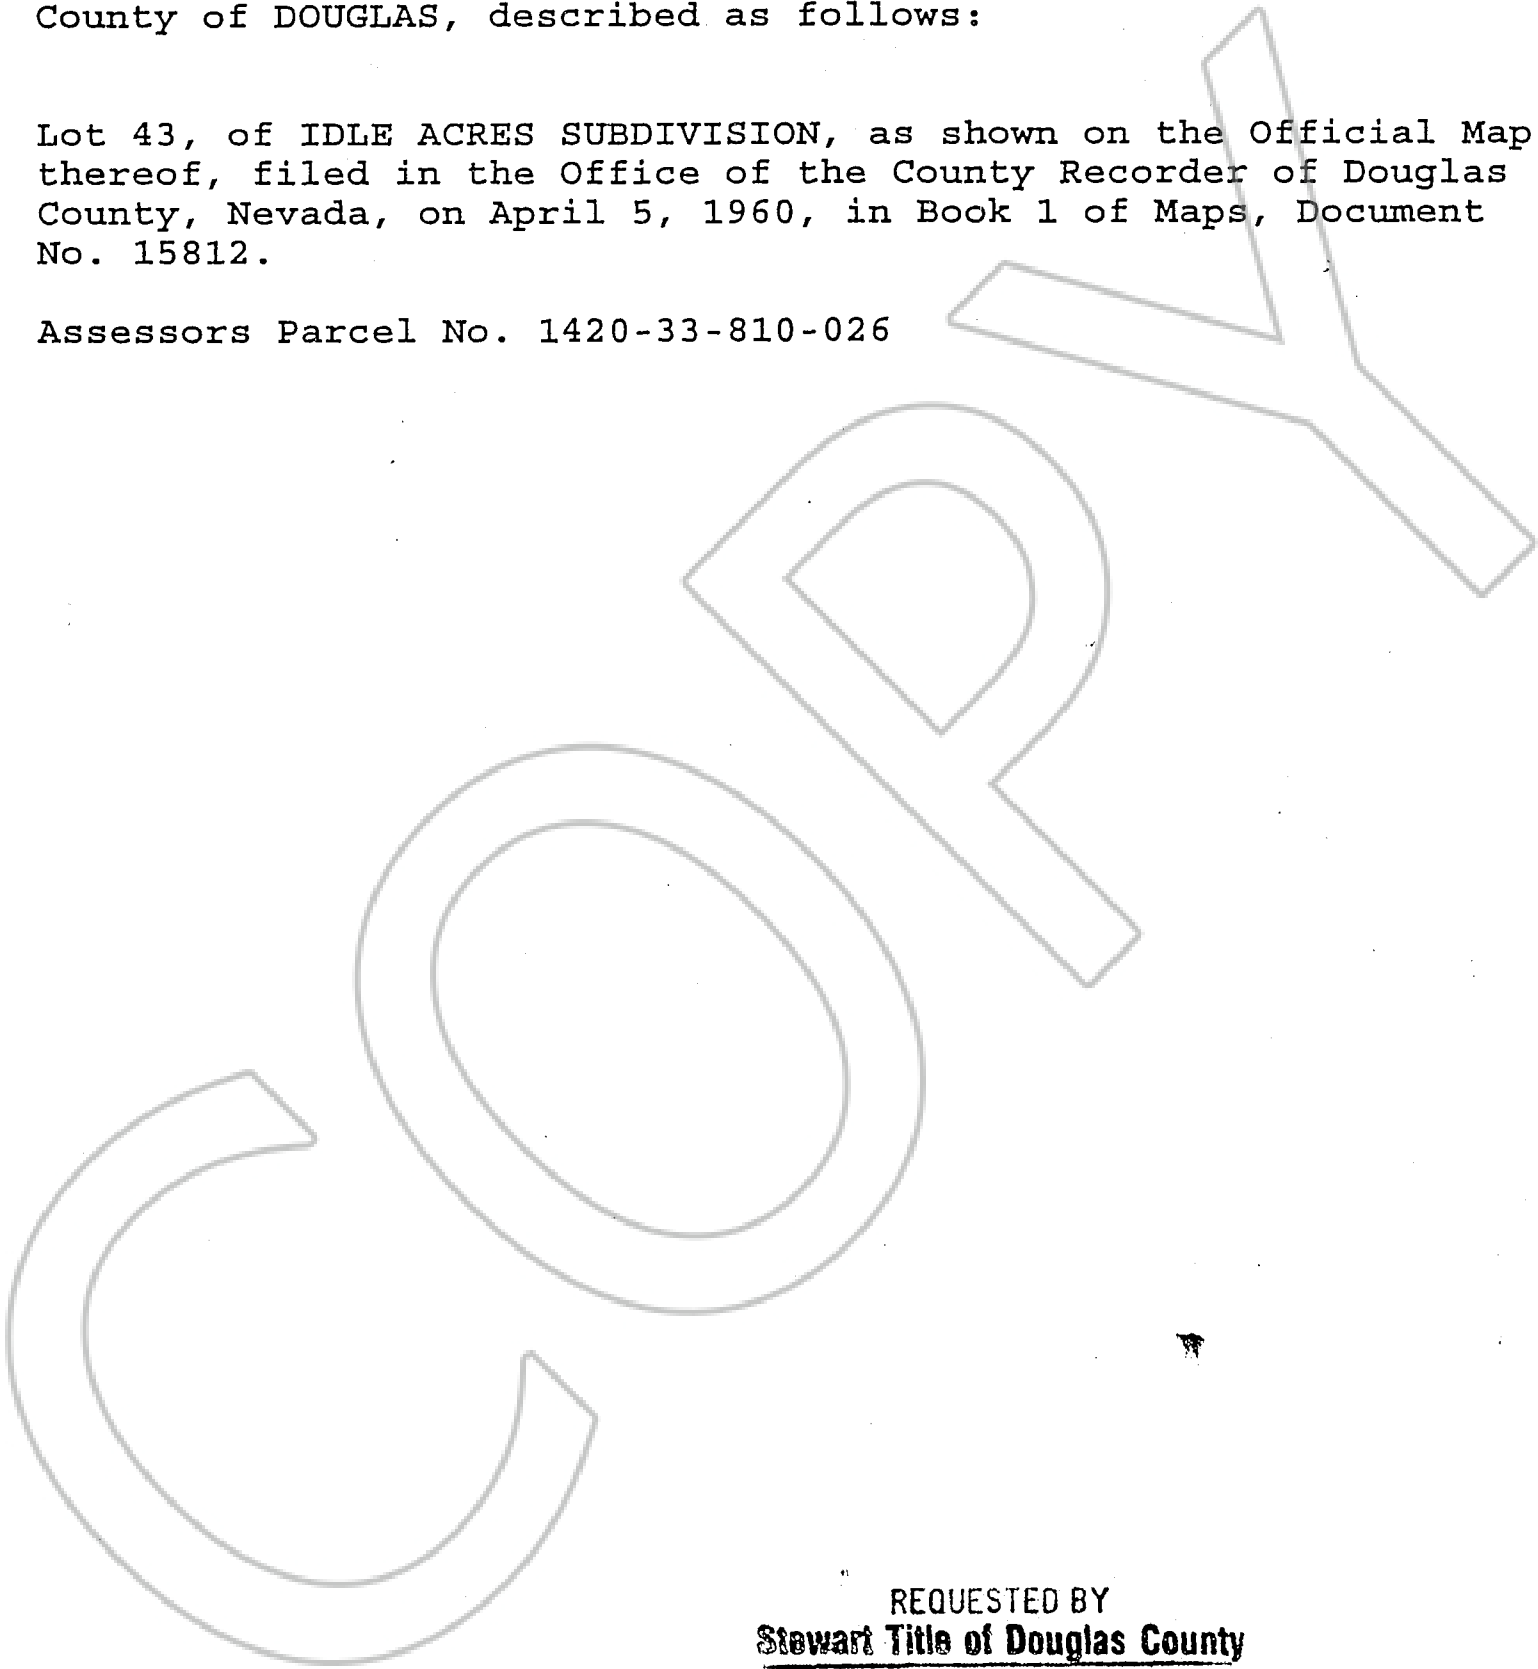 County of DOUGLAS, described as follows:
Lot 43, of IDLE ACRES SUBDIVISION, as shown on the Official Map
thereof, filed in the Office of the County Recorder of Douglas
County, Nevada, on April 5, 1960, in Book 1 of Maps, Document
No. 15812.
Assessors Parcel No. 1420-33-810-026
COPY
REQUESTED BY
Stewart Title of Douglas County